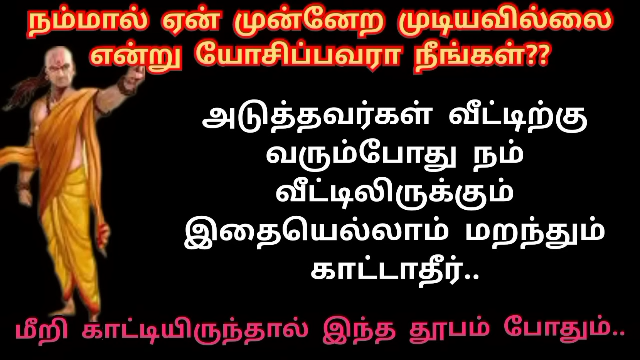 நம்மால் ஏன் முன்னேற முடியவில்லை
என்று யோசிப்பவரா நீங்கள்??
அடுத்தவர்கள் வீட்டிற்கு
வரும்போது நம்
வீட்டிலிருக்கும்
இதையெல்லாம் மறந்தும்
காட்டாதீர்..
மீறி காட்டியிருந்தால் இந்த தூபம் போதும்..